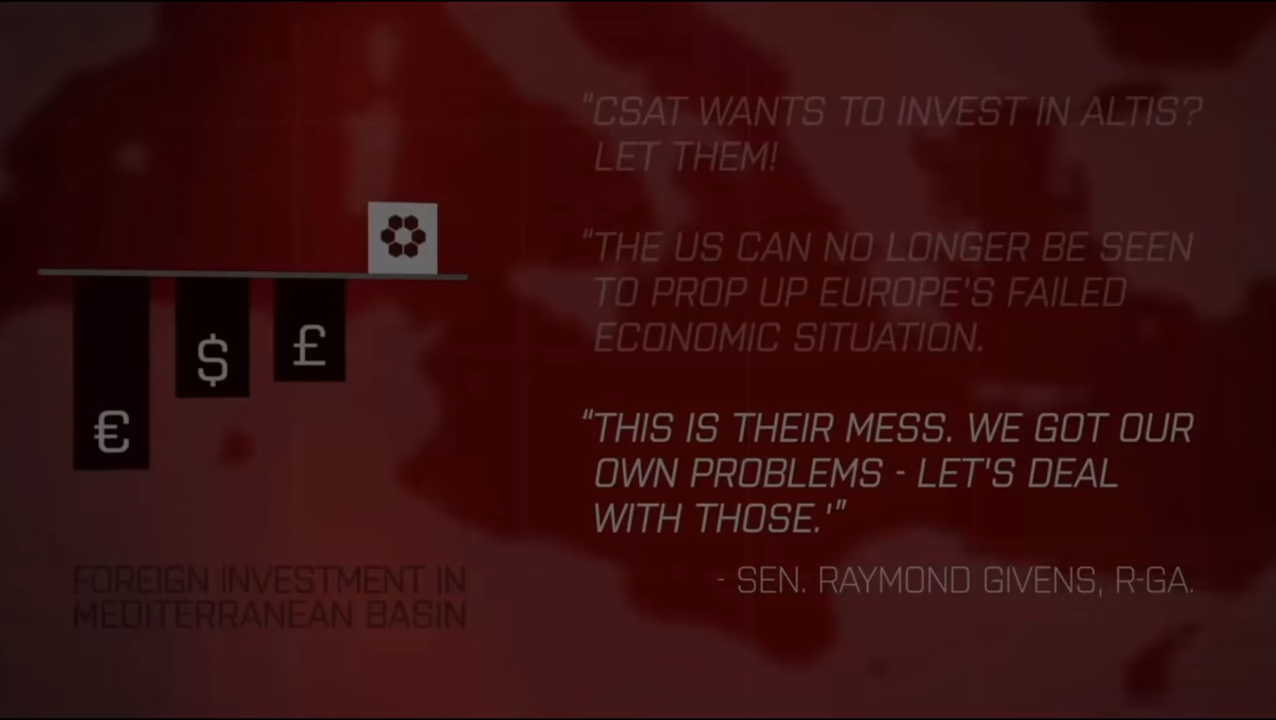 "CSAT WANTS TO INVEST IN ALTIS?
LET THEM!
"THE US CAN NO LONGER BE SEEN
TO PROP UP EUROPE'S FAILED
ECONOMIC SITUATION.
"THIS IS THEIR MESS. WE GOT OUR
OWN PROBLEMS - LET'S DEAL
WITH THOSE.'"
- SEN. RAYMOND GIVENS, R-GA.
€
$
£
FOREIGN INVESTMENT IN
MEDITERRANEAN BASIN